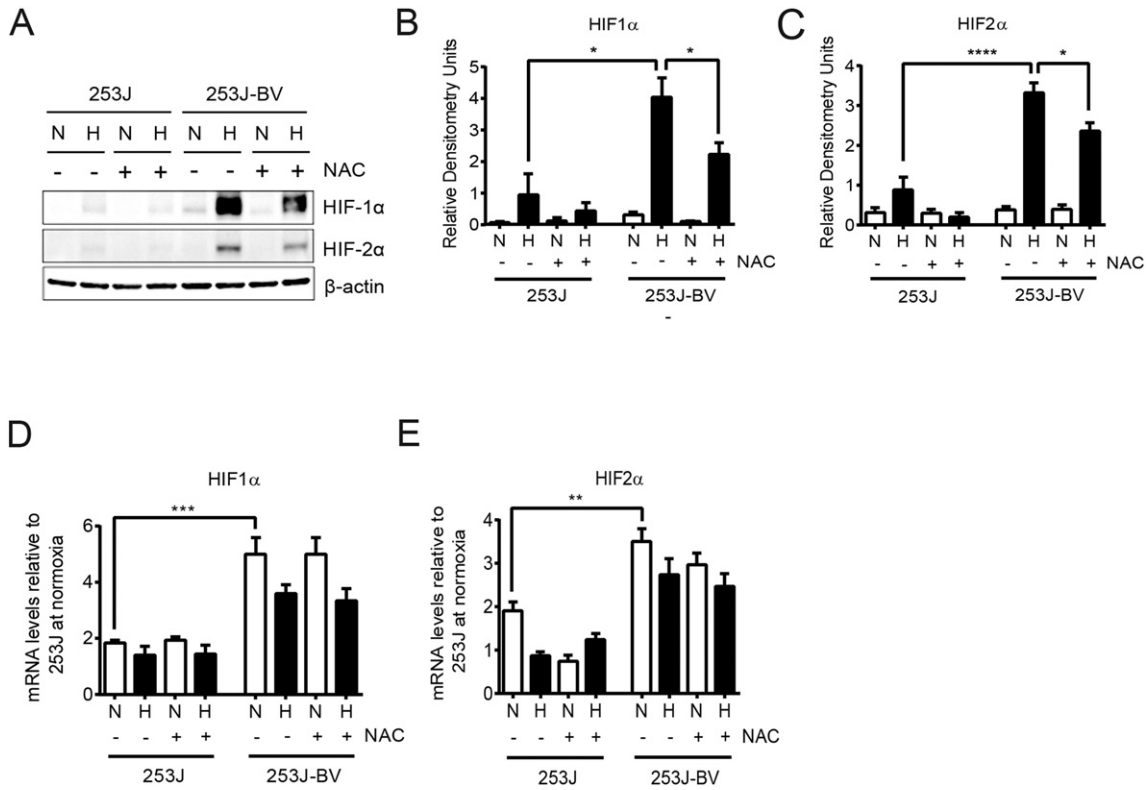 A
253J 253J-BV
N H N H N H N H
- - + + - - + + NAC
HIF-1α
HIF-2α
β-actin
B
HIF1α
* *
Relative Densitometry Units
5
4
3
2
1
0
N H N H N H N H
- - + + - - + + NAC
253J 253J-BV
-
C
HIF2α
**** *
Relative Densitometry Units
4
3
2
1
0
N H N H N H N H
- - + + - - + + NAC
253J 253J-BV
D
HIF1α
***
mRNA levels relative to
253J at normoxia
6
4
2
0
N H N H N H N H
- - + + - - + + NAC
253J 253J-BV
E
HIF2α
**
mRNA levels relative to
253J at normoxia
4
3
2
1
0
N H N H N H N H
- - + + - - + + NAC
253J 253J-BV